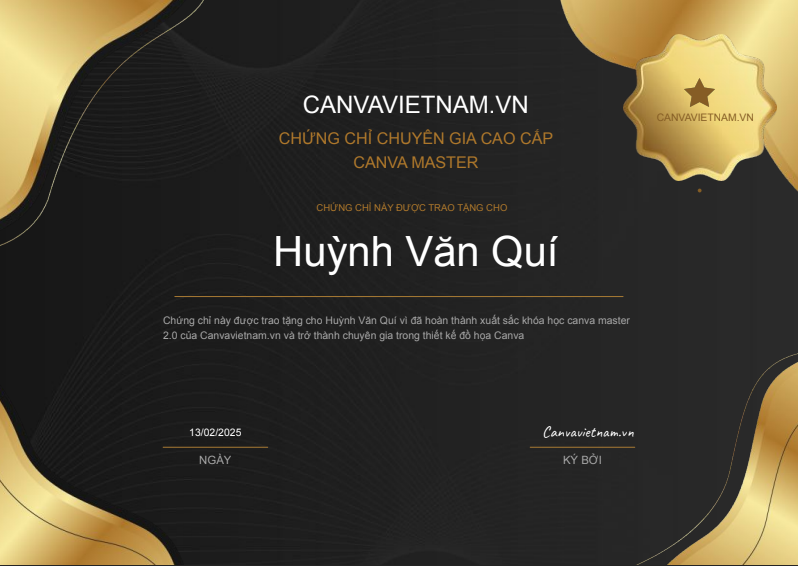 CANVAVIETNAM.VN
CANVAVIETNAM.VN
CHỨNG CHỈ CHUYÊN GIA CAO CẤP
CANVA MASTER
CHỨNG CHỈ NÀY ĐƯỢC TRAO TẶNG CHO
Huỳnh Văn Quí
Chứng chỉ này được trao tặng cho Huỳnh Văn Quí vì đã hoàn thành xuất sắc khóa học canva master
2.0 của Canvavietnam.vn và trở thành chuyên gia trong thiết kế đồ họa Canva
13/02/2025
Canvavietnam.vn
NGÀY
KÝ BỞI